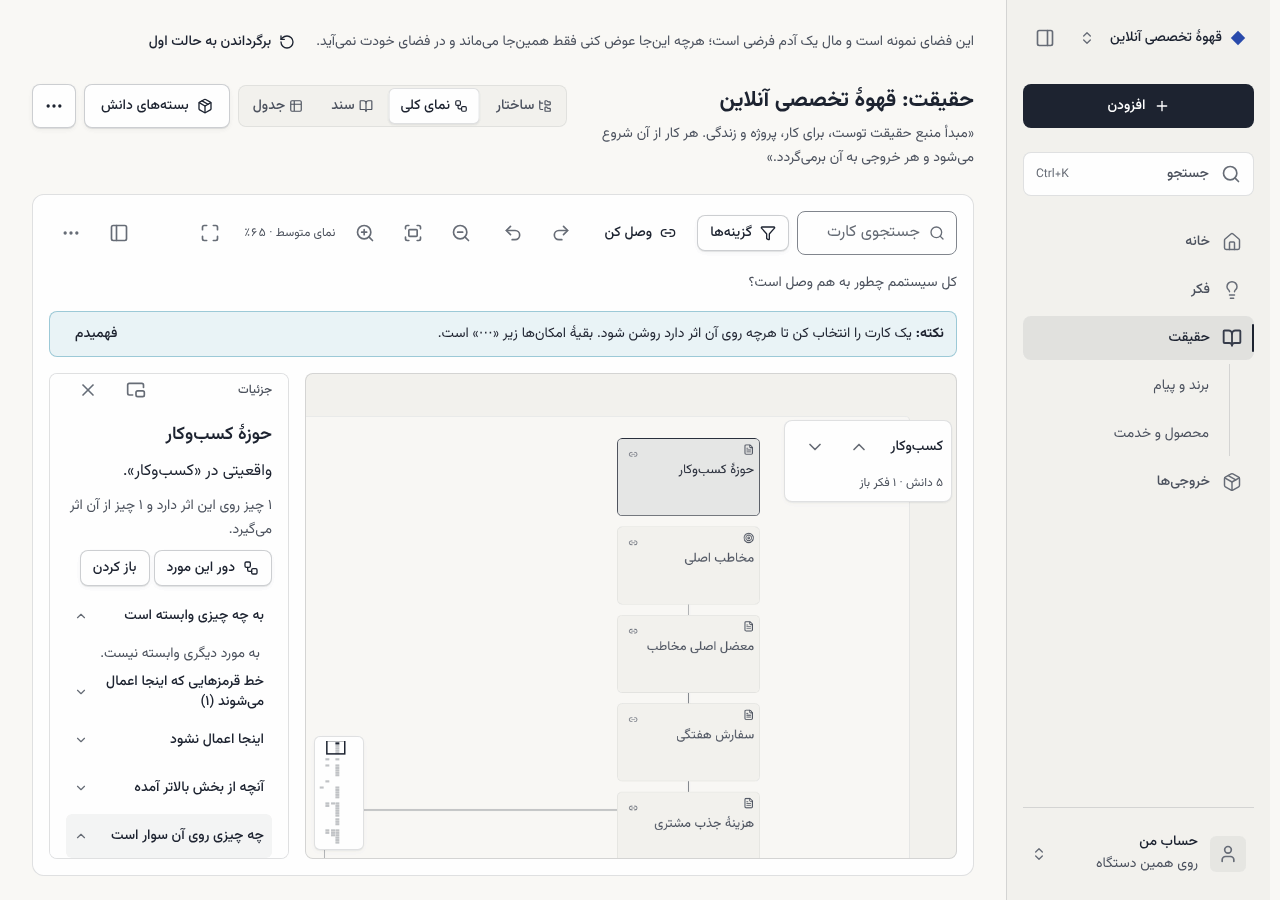 قهوهٔ تخصصی آنلاین
افزودن
جستجو
Ctrl+K
خانه
فکر
حقیقت
برند و پیام
محصول و خدمت
خروجی‌ها
حساب من
روی همین دستگاه
این فضای نمونه است و مال یک آدم فرضی است؛ هرچه این‌جا عوض کنی فقط همین‌جا می‌ماند و در فضای خودت نمی‌آید.
برگرداندن به حالت اول
حقیقت: قهوهٔ تخصصی آنلاین
«مبدأ منبع حقیقت توست، برای کار، پروژه و زندگی. هر کار از آن شروع
می‌شود و هر خروجی به آن برمی‌گردد.»
ساختار
نمای کلی
سند
جدول
بسته‌های دانش
جستجوی کارت
گزینه‌ها
وصل کن
نمای متوسط · ۶۵٪
کل سیستمم چطور به هم وصل است؟
نکته: یک کارت را انتخاب کن تا هرچه روی آن اثر دارد روشن شود. بقیهٔ امکان‌ها زیر «···» است.
فهمیدم
کسب‌وکار
۵ دانش · ۱ فکر باز
حوزهٔ کسب‌وکار
مخاطب اصلی
معضل اصلی مخاطب
سفارش هفتگی
هزینهٔ جذب مشتری
جزئیات
حوزهٔ کسب‌وکار
واقعیتی در «کسب‌وکار».
۱ چیز روی این اثر دارد و ۱ چیز از آن اثر
می‌گیرد.
دور این مورد
باز کردن
به چه چیزی وابسته است
به مورد دیگری وابسته نیست.
خط قرمزهایی که اینجا اعمال
می‌شوند (۱)
اینجا اعمال نشود
آنچه از بخش بالاتر آمده
چه چیزی روی آن سوار است